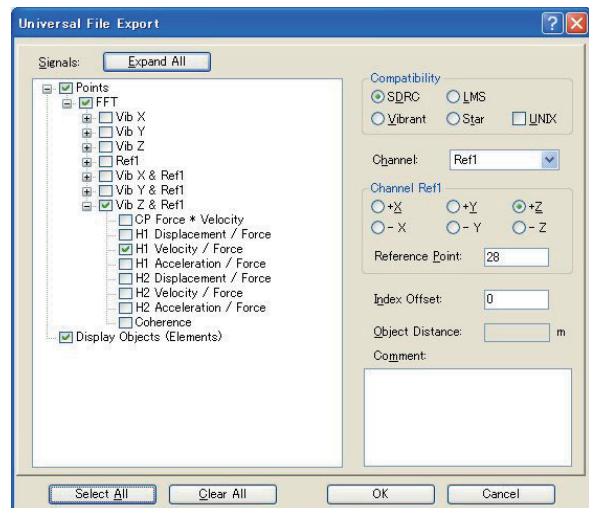 Universal File Export
Signals:
Expand All
Points
FFT
Vib X
Vib Y
Vib Z
Ref1
Vib X & Ref1
Vib Y & Ref1
Vib Z & Ref1
CP Force * Velocity
H1 Displacement / Force
H1 Velocity / Force
H1 Acceleration / Force
H2 Displacement / Force
H2 Velocity / Force
H2 Acceleration / Force
Coherence
Display Objects (Elements)
Compatibility
SDRC LMS
Vibrant Star UNIX
Channel: Ref1
Channel Ref1
+X +Y +Z
- X - Y - Z
Reference Point: 28
Index Offset: 0
Object Distance: m
Comment:
Select All Clear All OK Cancel